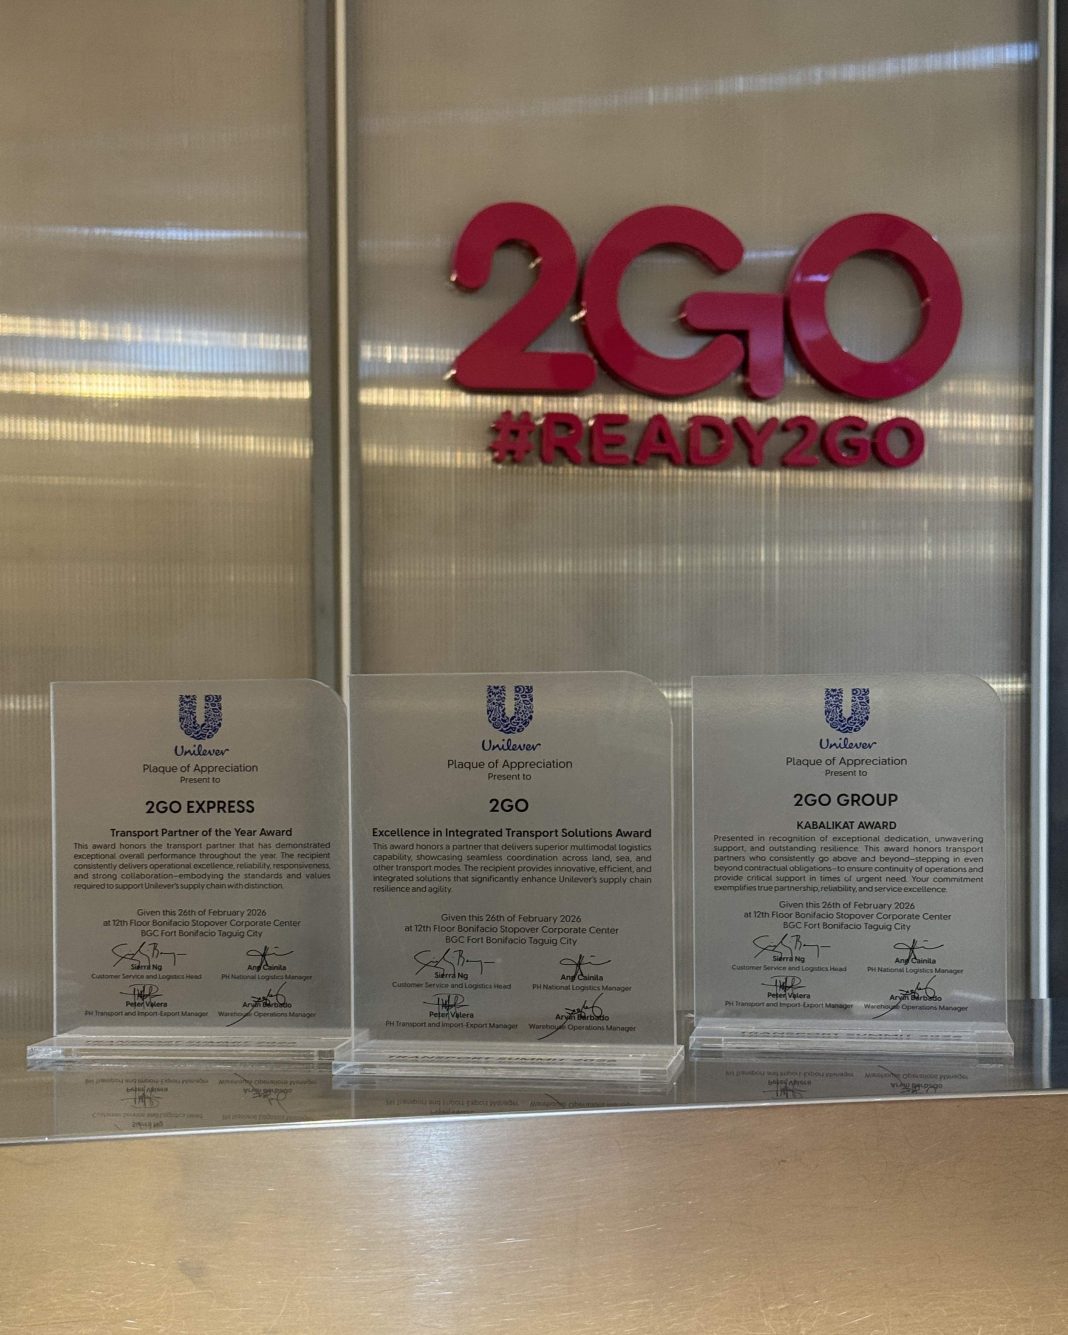 2GO
#READY2GO
Unilever
Plaque of Appreciation
Present to
2GO EXPRESS
Transport Partner of the Year Award
This award honors the transport partner that has demonstrated
exceptional overall performance throughout the year. The recipient
consistently delivers operational excellence, reliability, responsiveness,
and strong collaboration—embodying the standards and values
required to support Unilever's supply chain with distinction.
Given this 26th of February 2026
at 12th Floor Bonifacio Stopover Corporate Center
BGC Fort Bonifacio Taguig City
Sierra Ng
Customer Service and Logistics Head
Ana Cainila
PH National Logistics Manager
Peter Valera
PH Transport and Import-Export Manager
Aryin Barbado
Warehouse Operations Manager
Unilever
Plaque of Appreciation
Present to
2GO
Excellence in Integrated Transport Solutions Award
This award honors a partner that delivers superior multimodal logistics
capability, showcasing seamless coordination across land, sea, and
other transport modes. The recipient provides innovative, efficient, and
integrated solutions that significantly enhance Unilever's supply chain
resilience and agility.
Given this 26th of February 2026
at 12th Floor Bonifacio Stopover Corporate Center
BGC Fort Bonifacio Taguig City
Sierra Ng
Customer Service and Logistics Head
Ana Cainila
PH National Logistics Manager
Peter Valera
PH Transport and Import-Export Manager
Aryin Barbado
Warehouse Operations Manager
TRANSPORT SUMMIT
Unilever
Plaque of Appreciation
Present to
2GO GROUP
KABALIKAT AWARD
Presented in recognition of exceptional dedication, unwavering
support, and outstanding resilience. This award honors transport
partners who consistently go above and beyond—stepping in even
beyond contractual obligations—to ensure continuity of operations and
provide critical support in times of urgent need. Your commitment
exemplifies true partnership, reliability, and service excellence.
Given this 26th of February 2026
at 12th Floor Bonifacio Stopover Corporate Center
BGC Fort Bonifacio Taguig City
Sierra Ng
Customer Service and Logistics Head
Ana Cainila
PH National Logistics Manager
Peter Valera
PH Transport and Import-Export Manager
Aryin Barbado
Warehouse Operations Manager
TRANSPORT SUMMIT